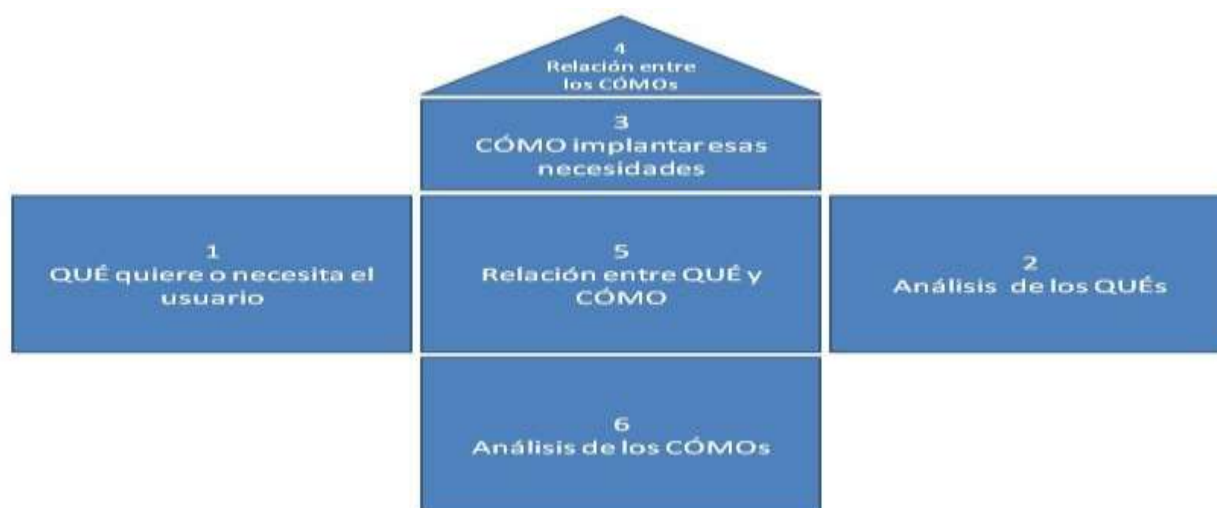 4
Relación entre
los CÓMOs
3
CÓMO implantar esas
necesidades
1
QUÉ quiere o necesita el
usuario
5
Relación entre QUÉ y
CÓMO
2
Análisis de los QUÉs
6
Análisis de los CÓMOs